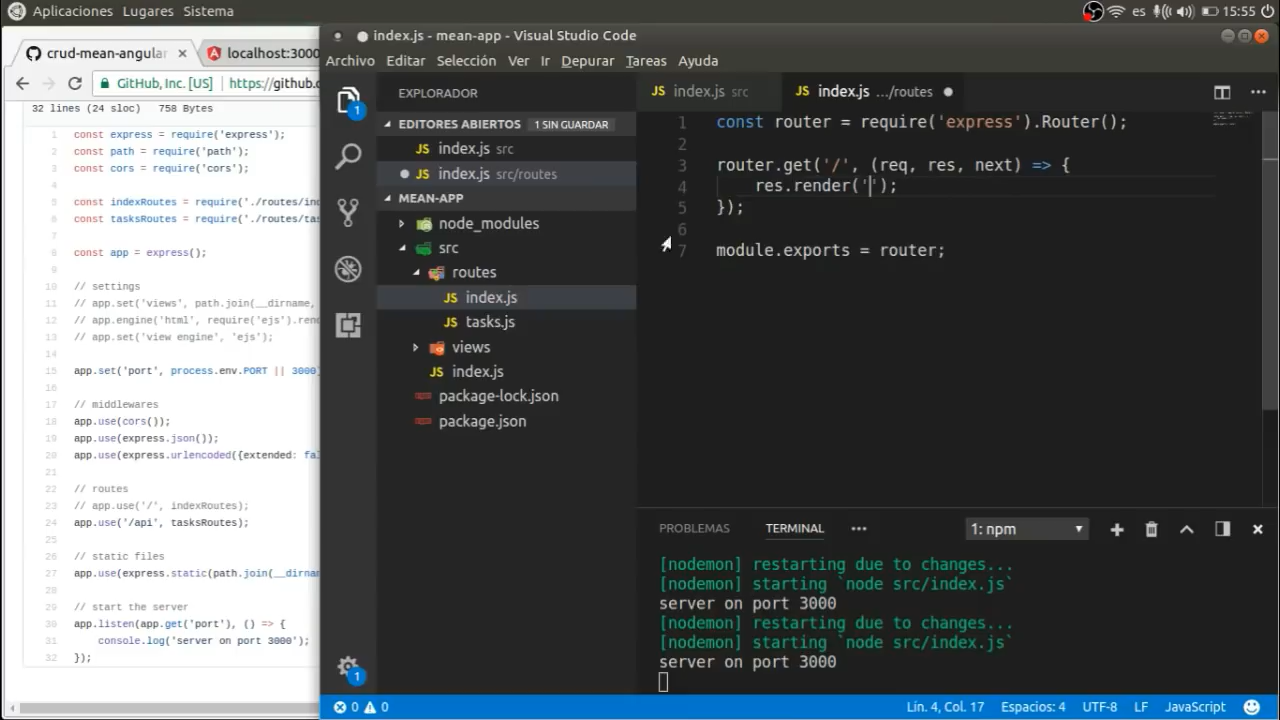 Aplicaciones Lugares Sistema
es 15:55
crud-mean-angular
localhost:3000
index.js - mean-app - Visual Studio Code
Archivo Editar Selección Ver Ir Depurar Tareas Ayuda
GitHub, Inc. [US] https://github.c
32 lines (24 sloc) 758 Bytes
1 const express = require('express');
2 const path = require('path');
3 const cors = require('cors');
4
5 const indexRoutes = require('./routes/ind
6 const tasksRoutes = require('./routes/tas
7
8 const app = express();
9
10 // settings
11 // app.set('views', path.join(__dirname,
12 // app.engine('html', require('ejs').rend
13 // app.set('view engine', 'ejs');
14
15 app.set('port', process.env.PORT || 3000)
16
17 // middlewares
18 app.use(cors());
19 app.use(express.json());
20 app.use(express.urlencoded({extended: fal
21
22 // routes
23 // app.use('/', indexRoutes);
24 app.use('/api', tasksRoutes);
25
26 // static files
27 app.use(express.static(path.join(__dirnam
28
29 // start the server
30 app.listen(app.get('port'), () => {
31 console.log('server on port 3000');
32 });
1
1
EXPLORADOR
EDITORES ABIERTOS 1 SIN GUARDAR
JS index.js src
JS index.js src/routes
MEAN-APP
node_modules
src
routes
JS index.js
JS tasks.js
views
JS index.js
package-lock.json
package.json
JS index.js src
JS index.js .../routes
1 const router = require('express').Router();
2
3 router.get('/', (req, res, next) => {
4 res.render('');
5 });
6
7 module.exports = router;
PROBLEMAS TERMINAL 1: npm
[nodemon] restarting due to changes...
[nodemon] starting `node src/index.js`
server on port 3000
[nodemon] restarting due to changes...
[nodemon] starting `node src/index.js`
server on port 3000
0 0 Lín. 4, Col. 17 Espacios: 4 UTF-8 LF JavaScript